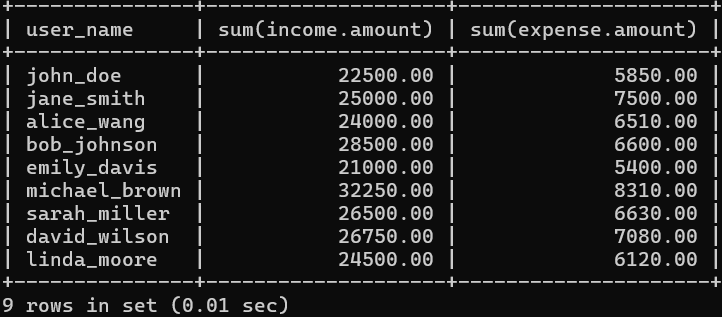 +---------------+--------------------+---------------------+
| user_name     | sum(income.amount) | sum(expense.amount) |
+---------------+--------------------+---------------------+
| john_doe      |           22500.00 |             5850.00 |
| jane_smith    |           25000.00 |             7500.00 |
| alice_wang    |           24000.00 |             6510.00 |
| bob_johnson   |           28500.00 |             6600.00 |
| emily_davis   |           21000.00 |             5400.00 |
| michael_brown |           32250.00 |             8310.00 |
| sarah_miller  |           26500.00 |             6630.00 |
| david_wilson  |           26750.00 |             7080.00 |
| linda_moore   |           24500.00 |             6120.00 |
+---------------+--------------------+---------------------+
9 rows in set (0.01 sec)